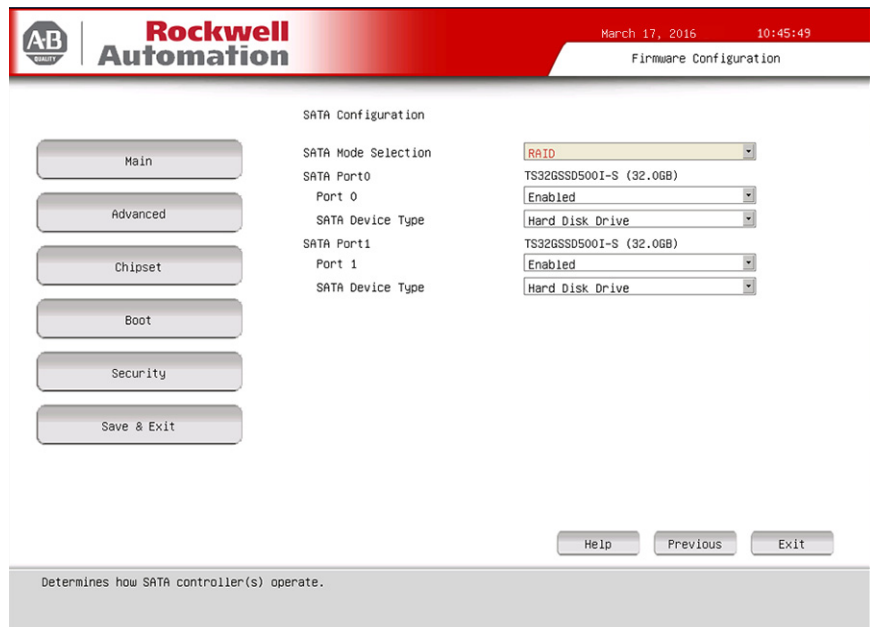 AB
QUALITY
Rockwell
Automation
March 17, 2016 10:45:49
Firmware Configuration
SATA Configuration
Main
Advanced
Chipset
Boot
Security
Save & Exit
SATA Mode Selection RAID
SATA Port0 TS32GSSD500I-S (32.0GB)
Port 0 Enabled
SATA Device Type Hard Disk Drive
SATA Port1 TS32GSSD500I-S (32.0GB)
Port 1 Enabled
SATA Device Type Hard Disk Drive
Help Previous Exit
Determines how SATA controller(s) operate.